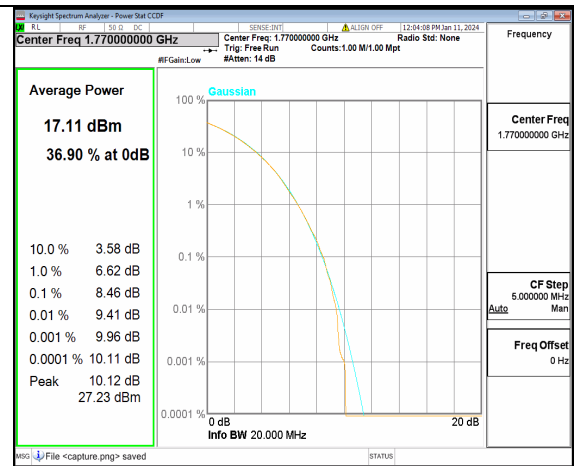 Keysight Spectrum Analyzer - Power Stat CCDF
RL RF 50 Ω DC SENSE:INT ALIGN OFF 12:04:08 PM Jan 11, 2024
Center Freq 1.770000000 GHz
Center Freq: 1.770000000 GHz Radio Std: None
Trig: Free Run Counts:1.00 M/1.00 Mpt
#IFGain:Low #Atten: 14 dB
Frequency
Average Power
17.11 dBm
36.90 % at 0dB
10.0 % 3.58 dB
1.0 % 6.62 dB
0.1 % 8.46 dB
0.01 % 9.41 dB
0.001 % 9.96 dB
0.0001 % 10.11 dB
Peak 10.12 dB
27.23 dBm
Gaussian
100 %
10 %
1 %
0.1 %
0.01 %
0.001 %
0.0001 %
0 dB 20 dB
Info BW 20.000 MHz
Center Freq
1.770000000 GHz
CF Step
5.000000 MHz
Auto Man
Freq Offset
0 Hz
MSG File <capture.png> saved STATUS